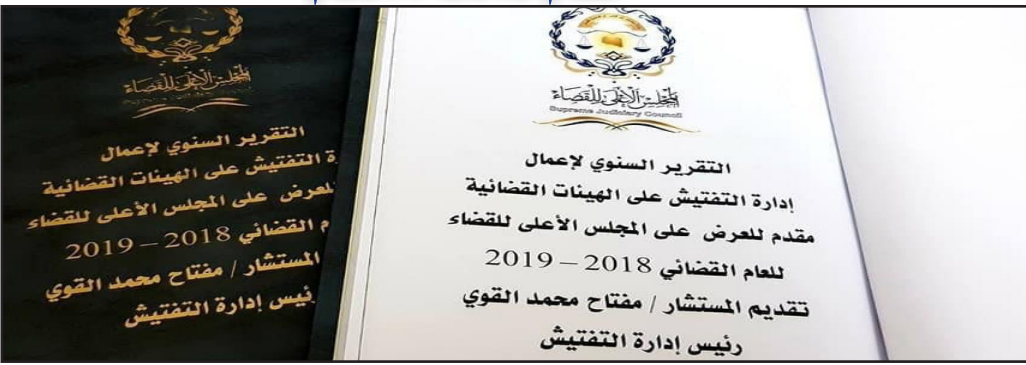 المجلس الأعلى للقضاء
التقرير السنوي لإعمال
ة التفتيش على الهيئات القضائية
للعرض على المجلس الأعلى للقضاء
م القضائي 2018 – 2019
المستشار / مفتاح محمد القوي
رئيس إدارة التفتيش
المجلس الأعلى للقضاء
Supreme Judiciary Council
التقرير السنوي لإعمال
إدارة التفتيش على الهيئات القضائية
مقدم للعرض على المجلس الأعلى للقضاء
للعام القضائي 2018 – 2019
تقديم المستشار / مفتاح محمد القوي
رئيس إدارة التفتيش